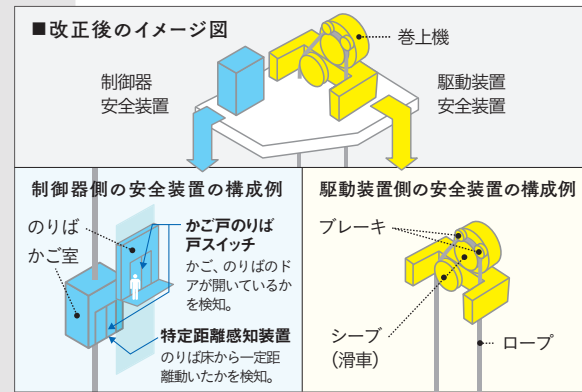 ■改正後のイメージ図
巻上機
制御器
安全装置
駆動装置
安全装置
制御器側の安全装置の構成例
のりば
かご室
かご戸のりば
戸スイッチ
かご、のりばのド
アが開いているか
を検知。
特定距離感知装置
のりば床から一定距
離動いたかを検知。
駆動装置側の安全装置の構成例
ブレーキ
シーブ
(滑車)
ロープ